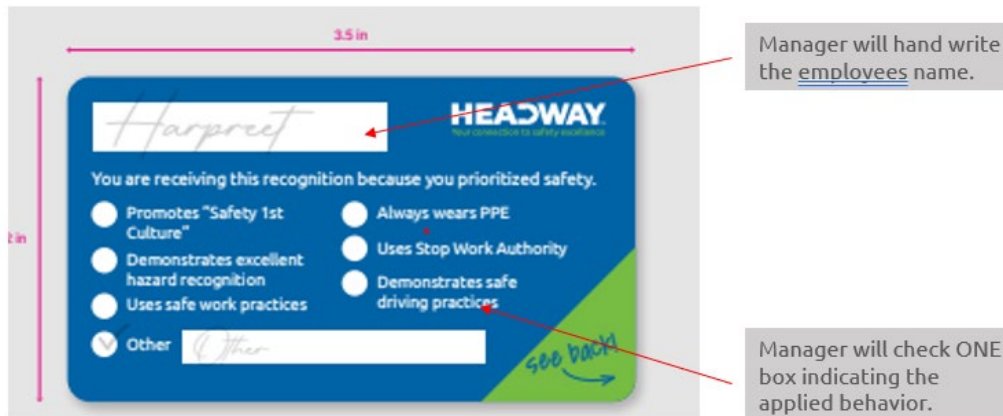 3.5 in
Manager will hand write
the employees name.
Harpreet
HEADWAY
Your connection to safety excellence
You are receiving this recognition because you prioritized safety.
Promotes "Safety 1st
Culture"
Demonstrates excellent
hazard recognition
Uses safe work practices
Other
Other
Always wears PPE
Uses Stop Work Authority
Demonstrates safe
driving practices
2 in
see back!
Manager will check ONE
box indicating the
applied behavior.